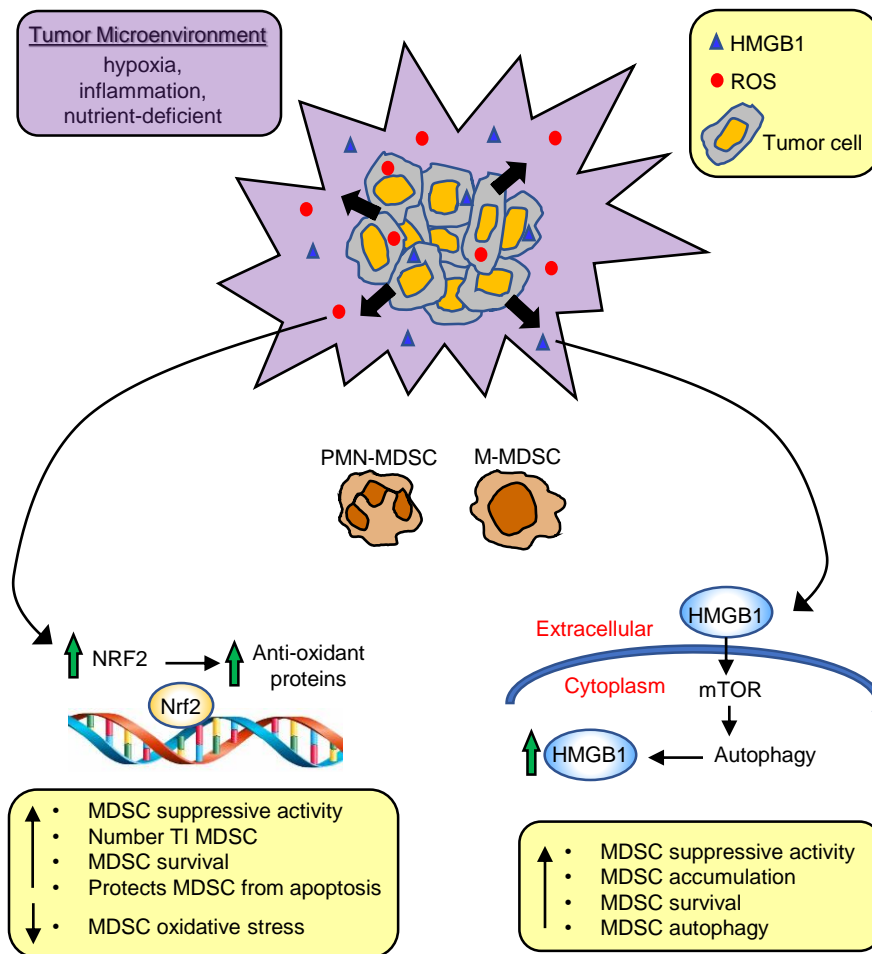 Tumor Microenvironment
hypoxia,
inflammation,
nutrient-deficient
HMGB1
ROS
Tumor cell
PMN-MDSC
M-MDSC
NRF2
Anti-oxidant
proteins
Nrf2
• MDSC suppressive activity
• Number TI MDSC
• MDSC survival
• Protects MDSC from apoptosis
• MDSC oxidative stress
HMGB1
Extracellular
Cytoplasm
mTOR
Autophagy
HMGB1
• MDSC suppressive activity
• MDSC accumulation
• MDSC survival
• MDSC autophagy